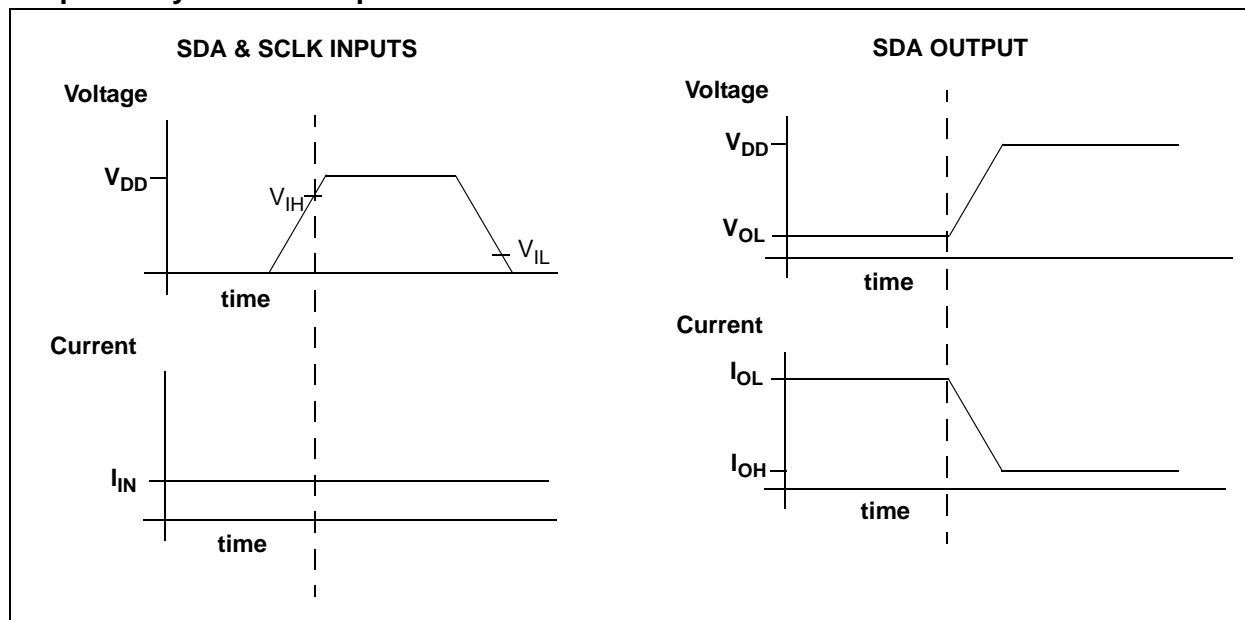 SDA & SCLK INPUTS
Voltage
VDD
VIH
VIL
time
Current
IIN
time
SDA OUTPUT
Voltage
VDD
VOL
time
Current
IOL
IOH
time